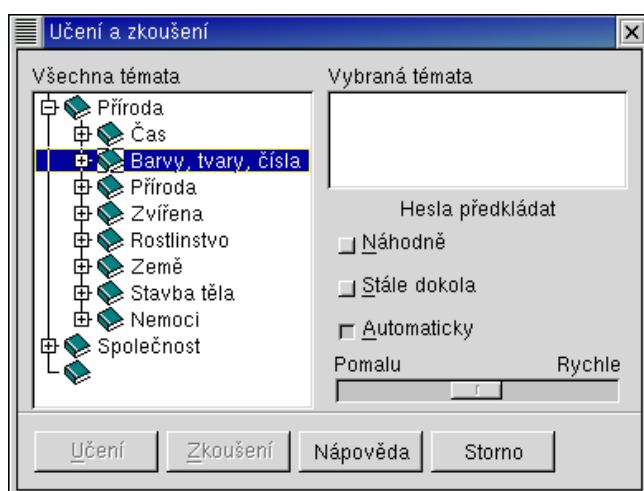 Učení a zkoušení
Všechna témata
Příroda
Čas
Barvy, tvary, čísla
Příroda
Zvířena
Rostlinstvo
Země
Stavba těla
Nemoci
Společnost
Vybraná témata
Hesla předkládat
Náhodně
Stále dokola
Automaticky
Pomalu Rychle
Učení Zkoušení Nápověda Storno